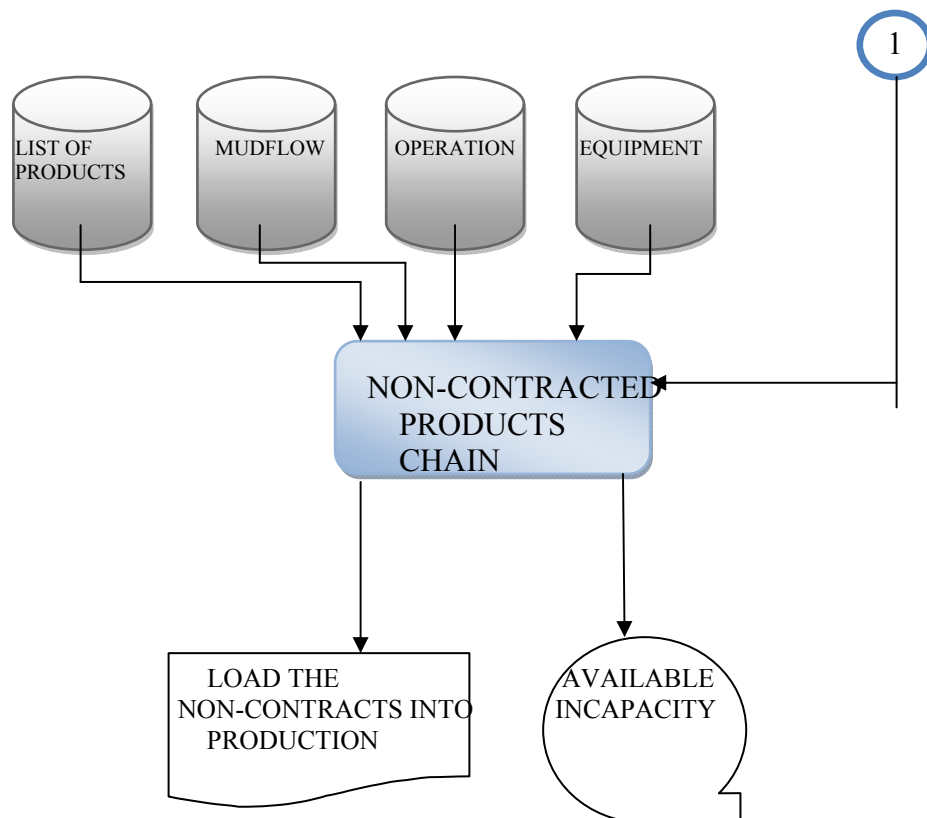 1
LIST OF
PRODUCTS
MUDFLOW
OPERATION
EQUIPMENT
NON-CONTRACTED
PRODUCTS
CHAIN
LOAD THE
NON-CONTRACTS INTO
PRODUCTION
AVAILABLE
INCAPACITY